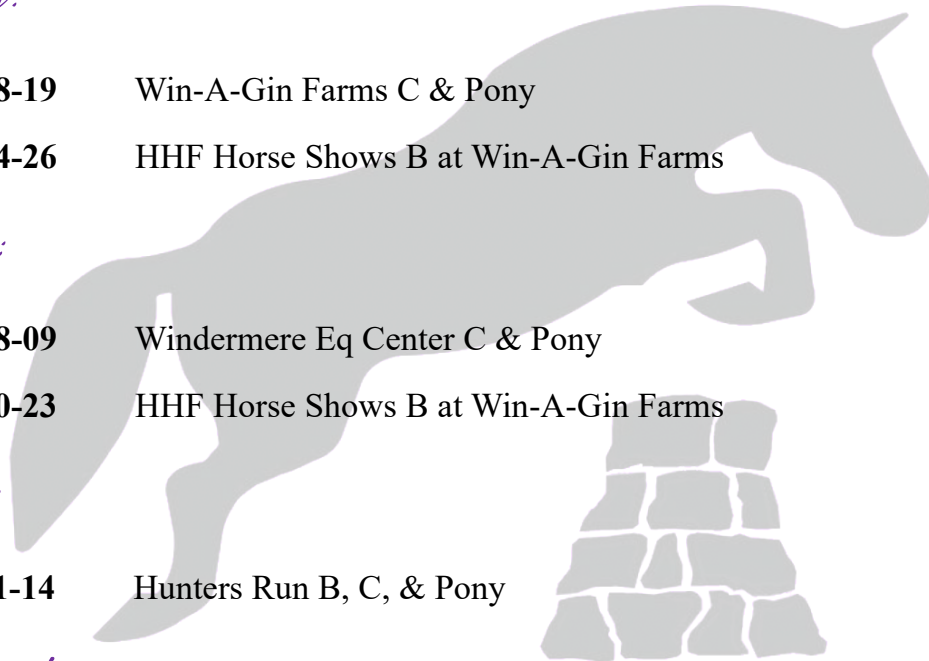 8-19 Win-A-Gin Farms C & Pony
4-26 HHF Horse Shows B at Win-A-Gin Farms
8-09 Windermere Eq Center C & Pony
0-23 HHF Horse Shows B at Win-A-Gin Farms
1-14 Hunters Run B, C, & Pony